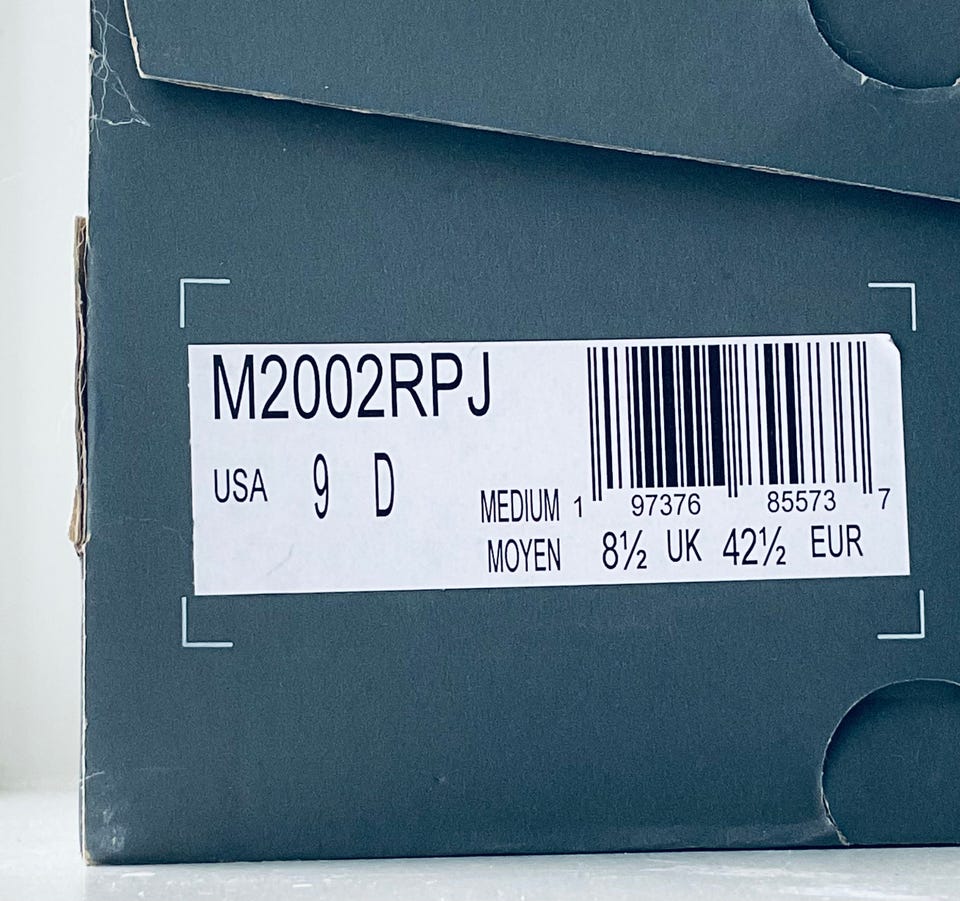 M2002RPJ
USA 9 D
MEDIUM 1 97376 85573 7
MOYEN 8½ UK 42½ EUR